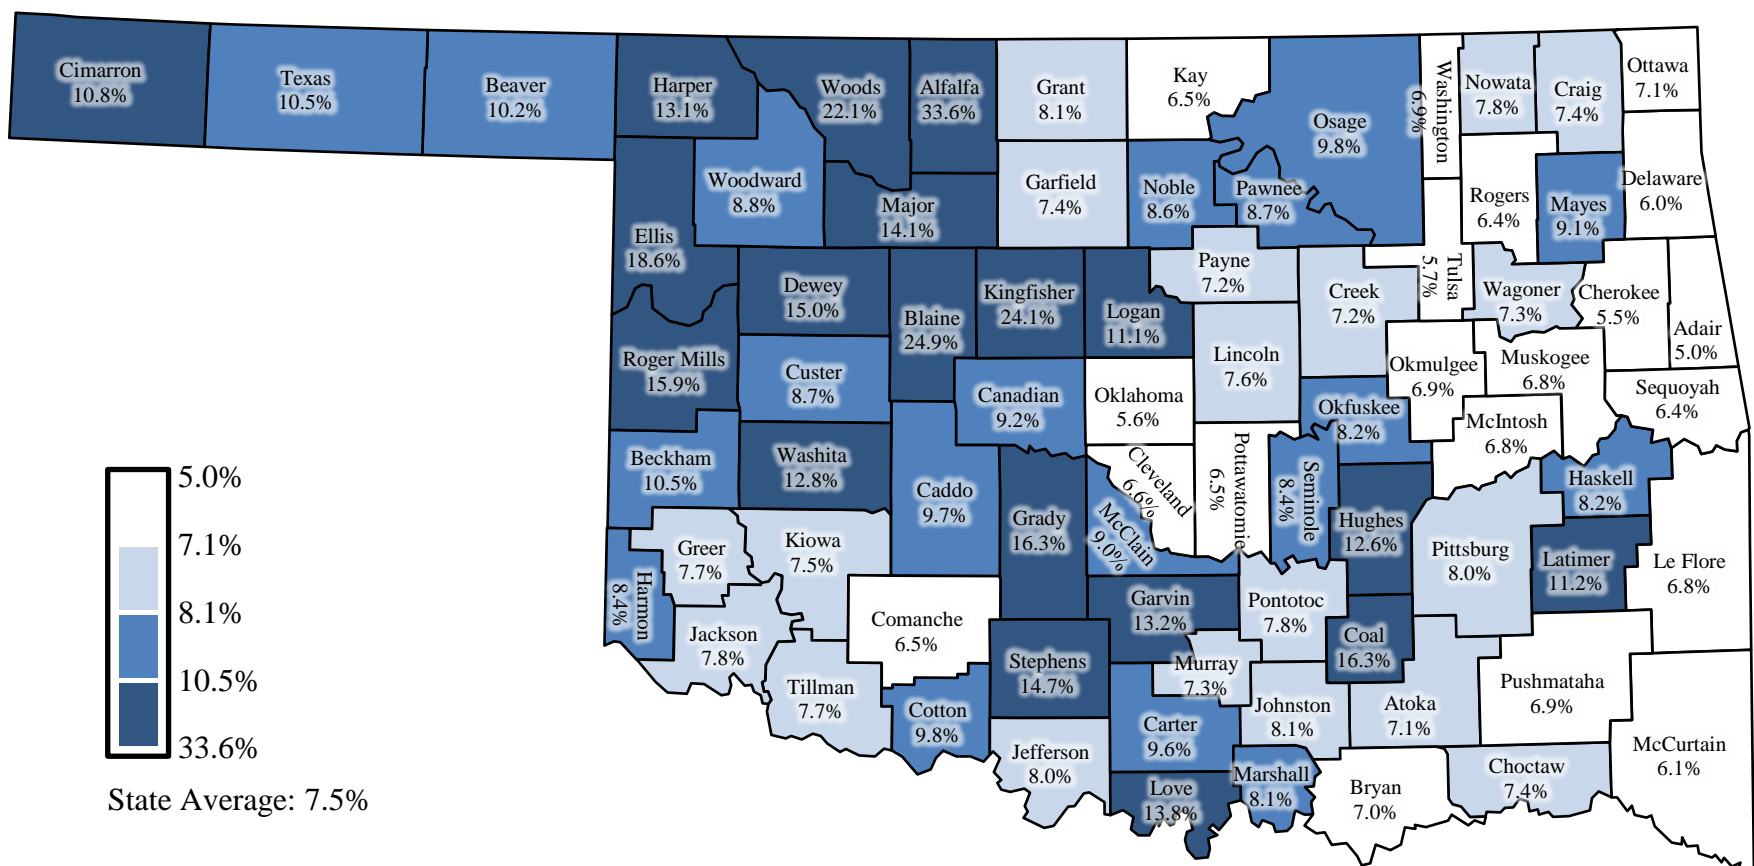 Cimarron
10.8%
Texas
10.5%
Beaver
10.2%
Harper
13.1%
Woods
22.1%
Alfalfa
33.6%
Grant
8.1%
Kay
6.5%
Osage
9.8%
Washington
6.9%
Nowata
7.8%
Craig
7.4%
Ottawa
7.1%
Woodward
8.8%
Major
14.1%
Garfield
7.4%
Noble
8.6%
Pawnee
8.7%
Rogers
6.4%
Mayes
9.1%
Delaware
6.0%
Ellis
18.6%
Dewey
15.0%
Blaine
24.9%
Kingfisher
24.1%
Logan
11.1%
Payne
7.2%
Creek
7.2%
Tulsa
5.7%
Wagoner
7.3%
Cherokee
5.5%
Adair
5.0%
Roger Mills
15.9%
Custer
8.7%
Canadian
9.2%
Oklahoma
5.6%
Lincoln
7.6%
Okmulgee
6.9%
Muskogee
6.8%
Sequoyah
6.4%
Okfuskee
8.2%
McIntosh
6.8%
Beckham
10.5%
Washita
12.8%
Caddo
9.7%
Grady
16.3%
Cleveland
6.6%
McClain
9.0%
Pottawatomie
6.5%
Seminole
8.4%
Hughes
12.6%
Haskell
8.2%
Pittsburg
8.0%
Latimer
11.2%
Le Flore
6.8%
Harmon
8.4%
Greer
7.7%
Kiowa
7.5%
Jackson
7.8%
Comanche
6.5%
Garvin
13.2%
Pontotoc
7.8%
Coal
16.3%
Tillman
7.7%
Cotton
9.8%
Stephens
14.7%
Murray
7.3%
Carter
9.6%
Johnston
8.1%
Atoka
7.1%
Pushmataha
6.9%
McCurtain
6.1%
Jefferson
8.0%
Love
13.8%
Marshall
8.1%
Bryan
7.0%
Choctaw
7.4%
5.0%
7.1%
8.1%
10.5%
33.6%
State Average: 7.5%